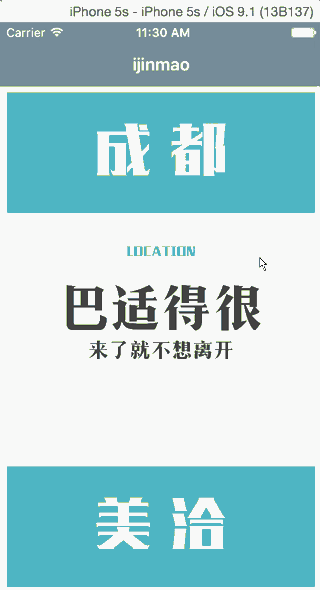 iPhone 5s - iPhone 5s / iOS 9.1 (13B137)
Carrier 11:30 AM
ijinmao
成都
LOCATION
巴适得很
来了就不想离开
美洽